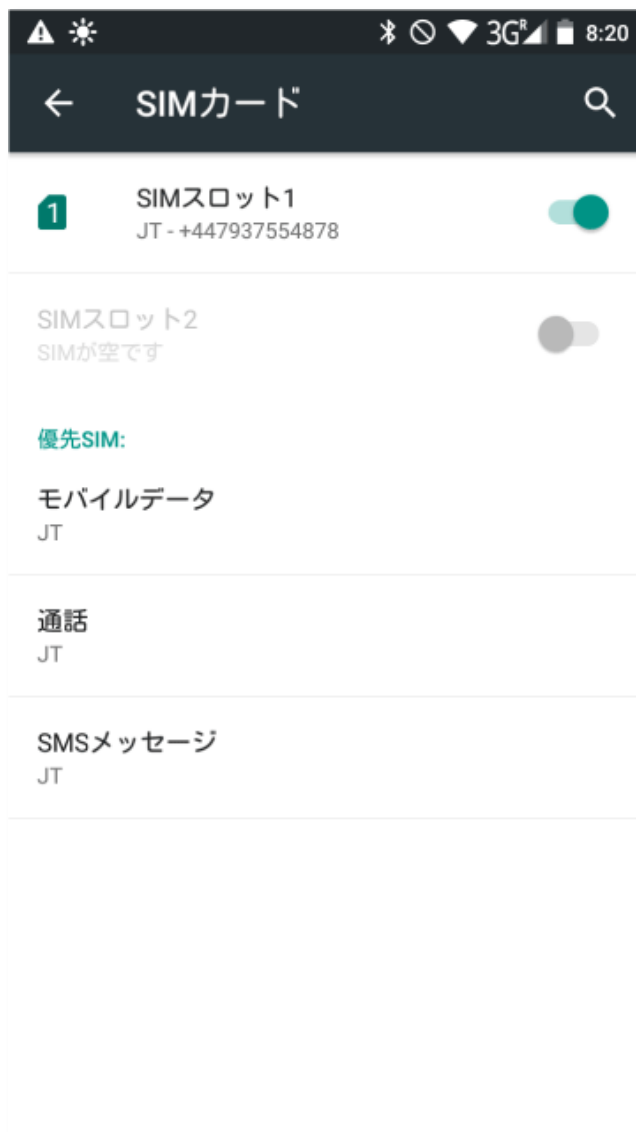 3G R 8:20
SIMカード
1
SIMスロット1
JT - +447937554878
SIMスロット2
SIMが空です
優先SIM:
モバイルデータ
JT
通話
JT
SMSメッセージ
JT